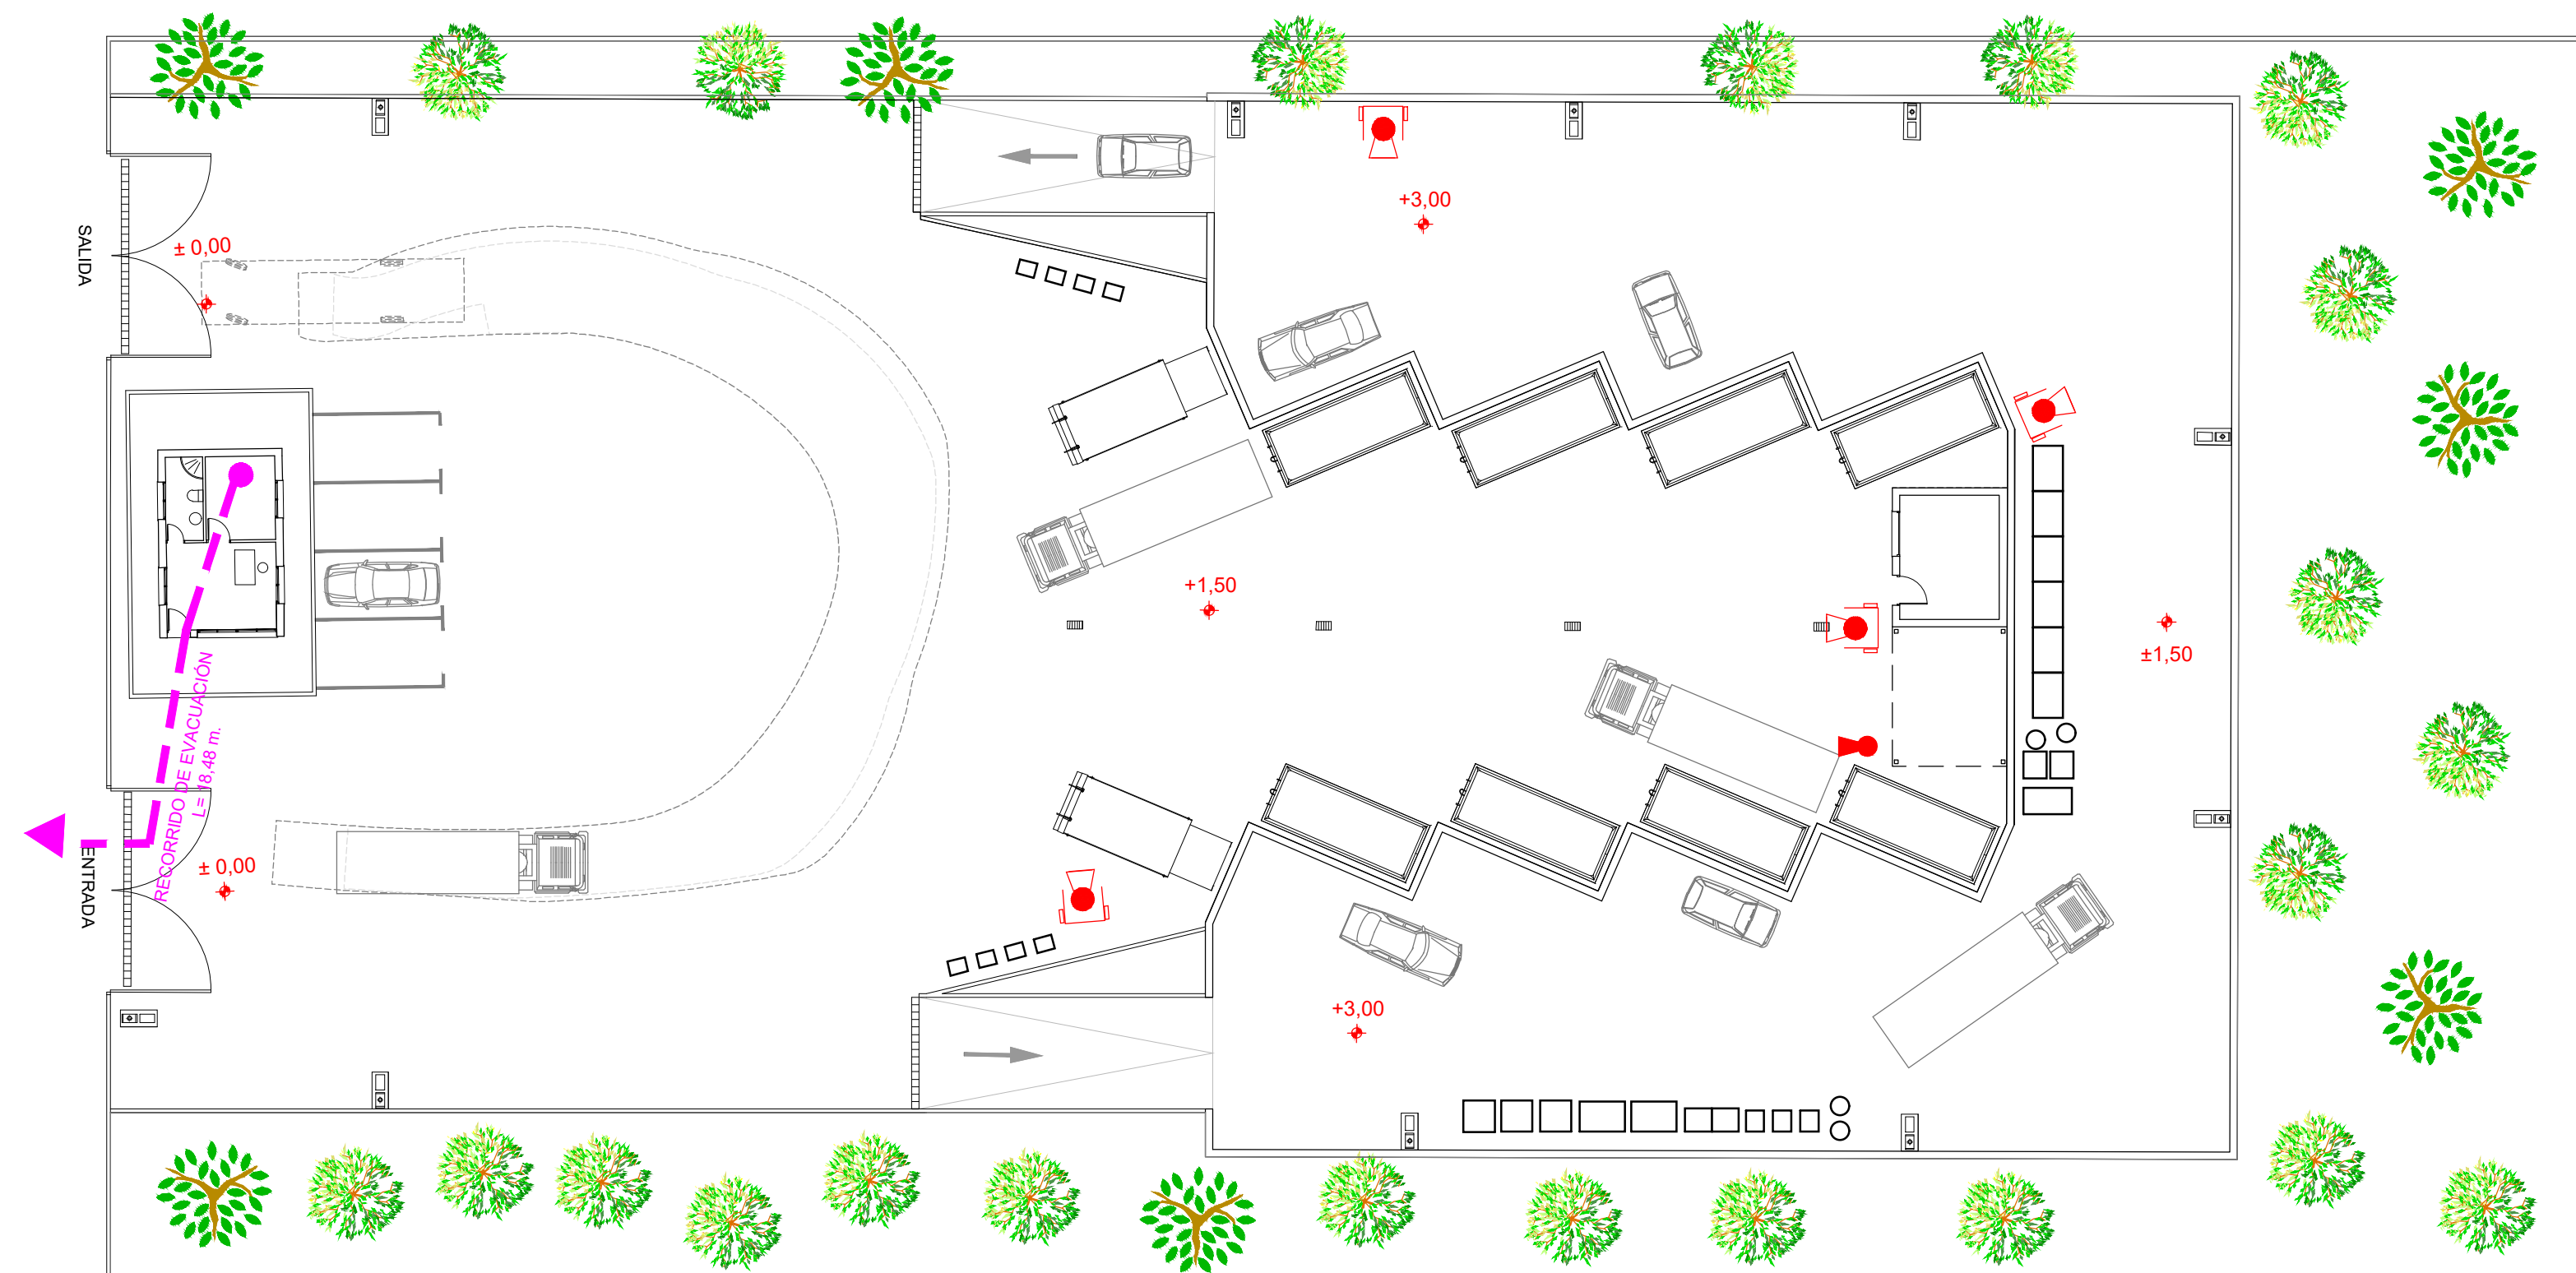 SALIDA
± 0,00
+3,00
+1,50
±1,50
RECORRIDO DE EVACUACIÓN
L= 18,48 m.
ENTRADA
± 0,00
+3,00